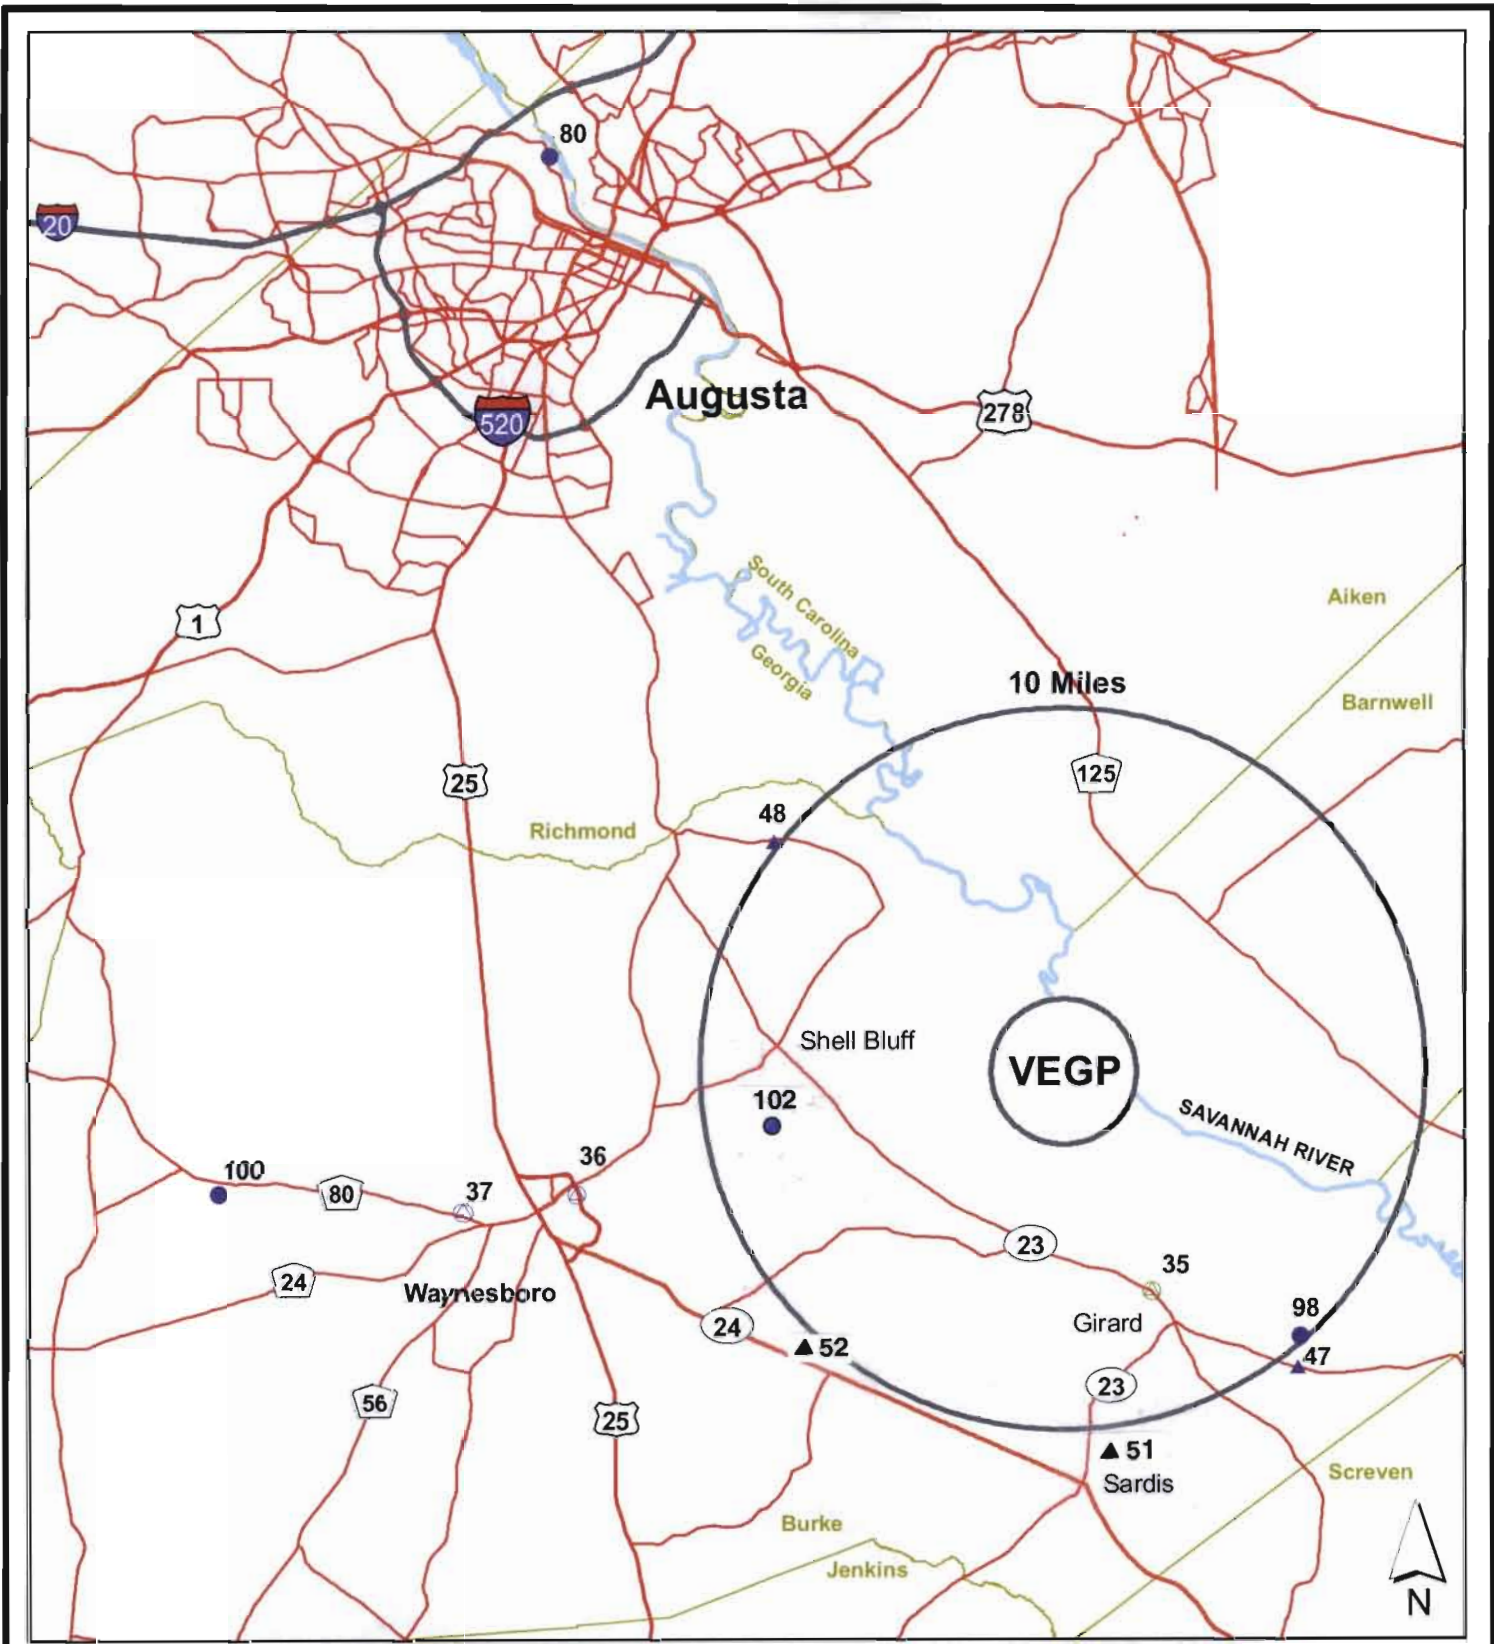 80
20
Augusta
278
520
South Carolina
Georgia
Aiken
1
10 Miles
Barnwell
125
25
48
Richmond
Shell Bluff
VEGP
102
SAVANNAH RIVER
36
100
80
37
23
35
24
Waynesboro
98
Girard
24
52
47
23
56
25
51
Sardis
Screven
Burke
Jenkins
N